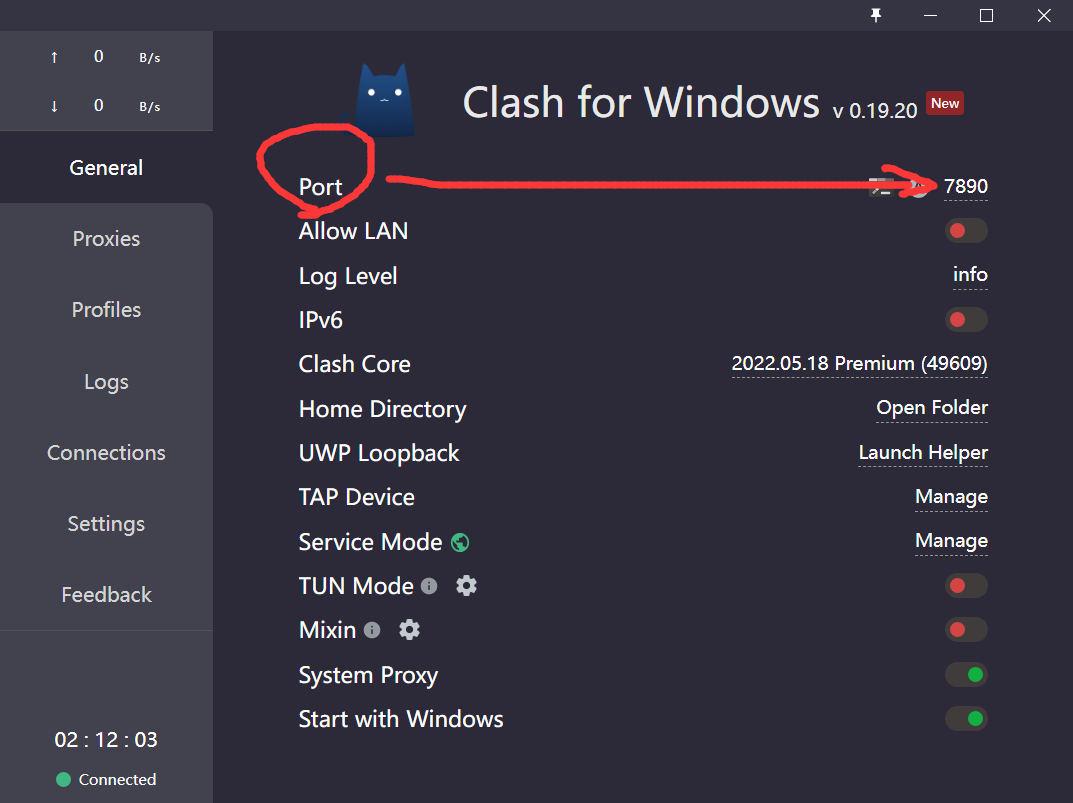 ↑ 0 B/s
↓ 0 B/s
General
Proxies
Profiles
Logs
Connections
Settings
Feedback
02 : 12 : 03
Connected
Clash for Windows v 0.19.20 New
Port 7890
Allow LAN
Log Level info
IPv6
Clash Core 2022.05.18 Premium (49609)
Home Directory Open Folder
UWP Loopback Launch Helper
TAP Device Manage
Service Mode Manage
TUN Mode
Mixin
System Proxy
Start with Windows